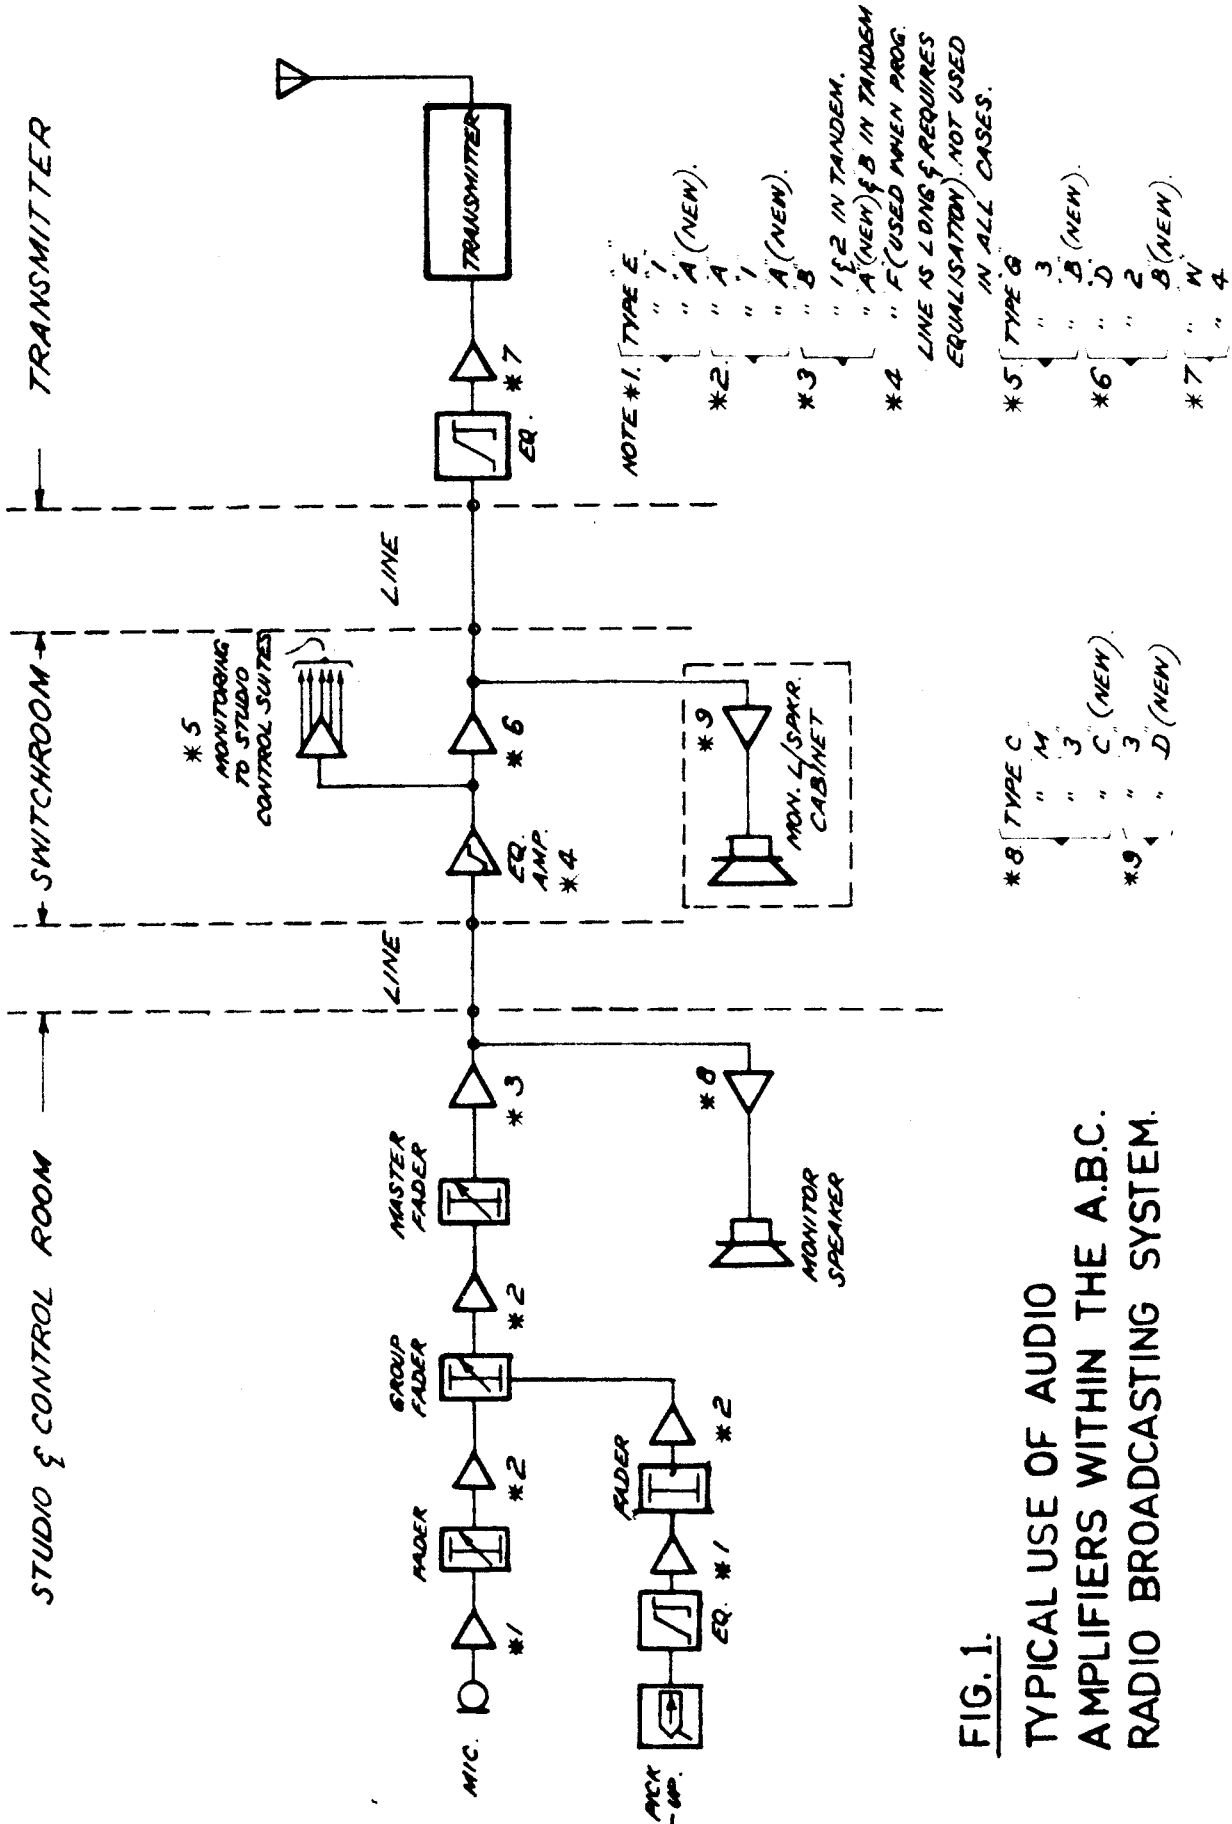 STUDIO & CONTROL ROOM
SWITCHROOM
TRANSMITTER
*5
MONITORING
TO STUDIO
CONTROL SUITES
LINE
LINE
MIC.
*1
FADER
*2
GROUP
FADER
*2
MASTER
FADER
*3
EQ.
AMP.
*4
*6
EQ.
*7
TRANSMITTER
PICK
-UP.
EQ.
*1
FADER
*2
MONITOR
SPEAKER
*8
*9
MON. L/SPKR.
CABINET
NOTE *1. TYPE "E"
" "1"
" "A" (NEW).
*2. " "A"
" "1"
" "A" (NEW).
*3 " "B"
" "1 & 2 IN TANDEM.
" "A" (NEW) & B IN TANDEM
*4 " "F" (USED WHEN PROG.
LINE IS LONG & REQUIRES
EQUALISATION). NOT USED
IN ALL CASES.
*5 TYPE "G"
" "3"
" "B" (NEW).
*6 " "D"
" "2"
" "B" (NEW).
*7 " "W"
" "4
*8 TYPE C
" "M"
" "3"
" "C" (NEW).
*9 " "3"
" "D" (NEW)
FIG. 1.
TYPICAL USE OF AUDIO
AMPLIFIERS WITHIN THE A.B.C.
RADIO BROADCASTING SYSTEM.